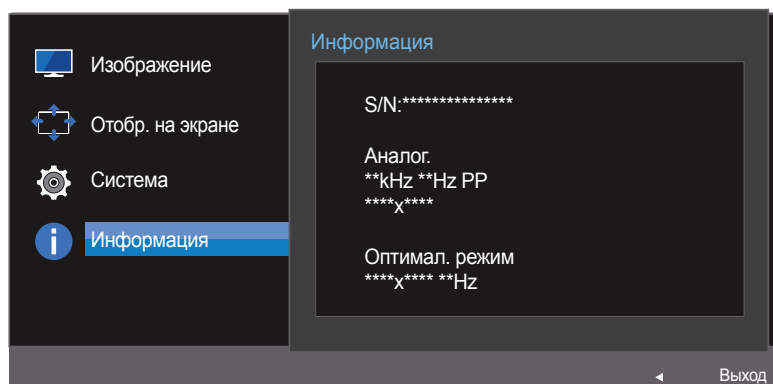 Изображение
Отобр. на экране
Система
Информация
Информация
S/N:***************
Аналог.
**kHz **Hz PP
****x****
Оптимал. режим
****x**** **Hz
Выход